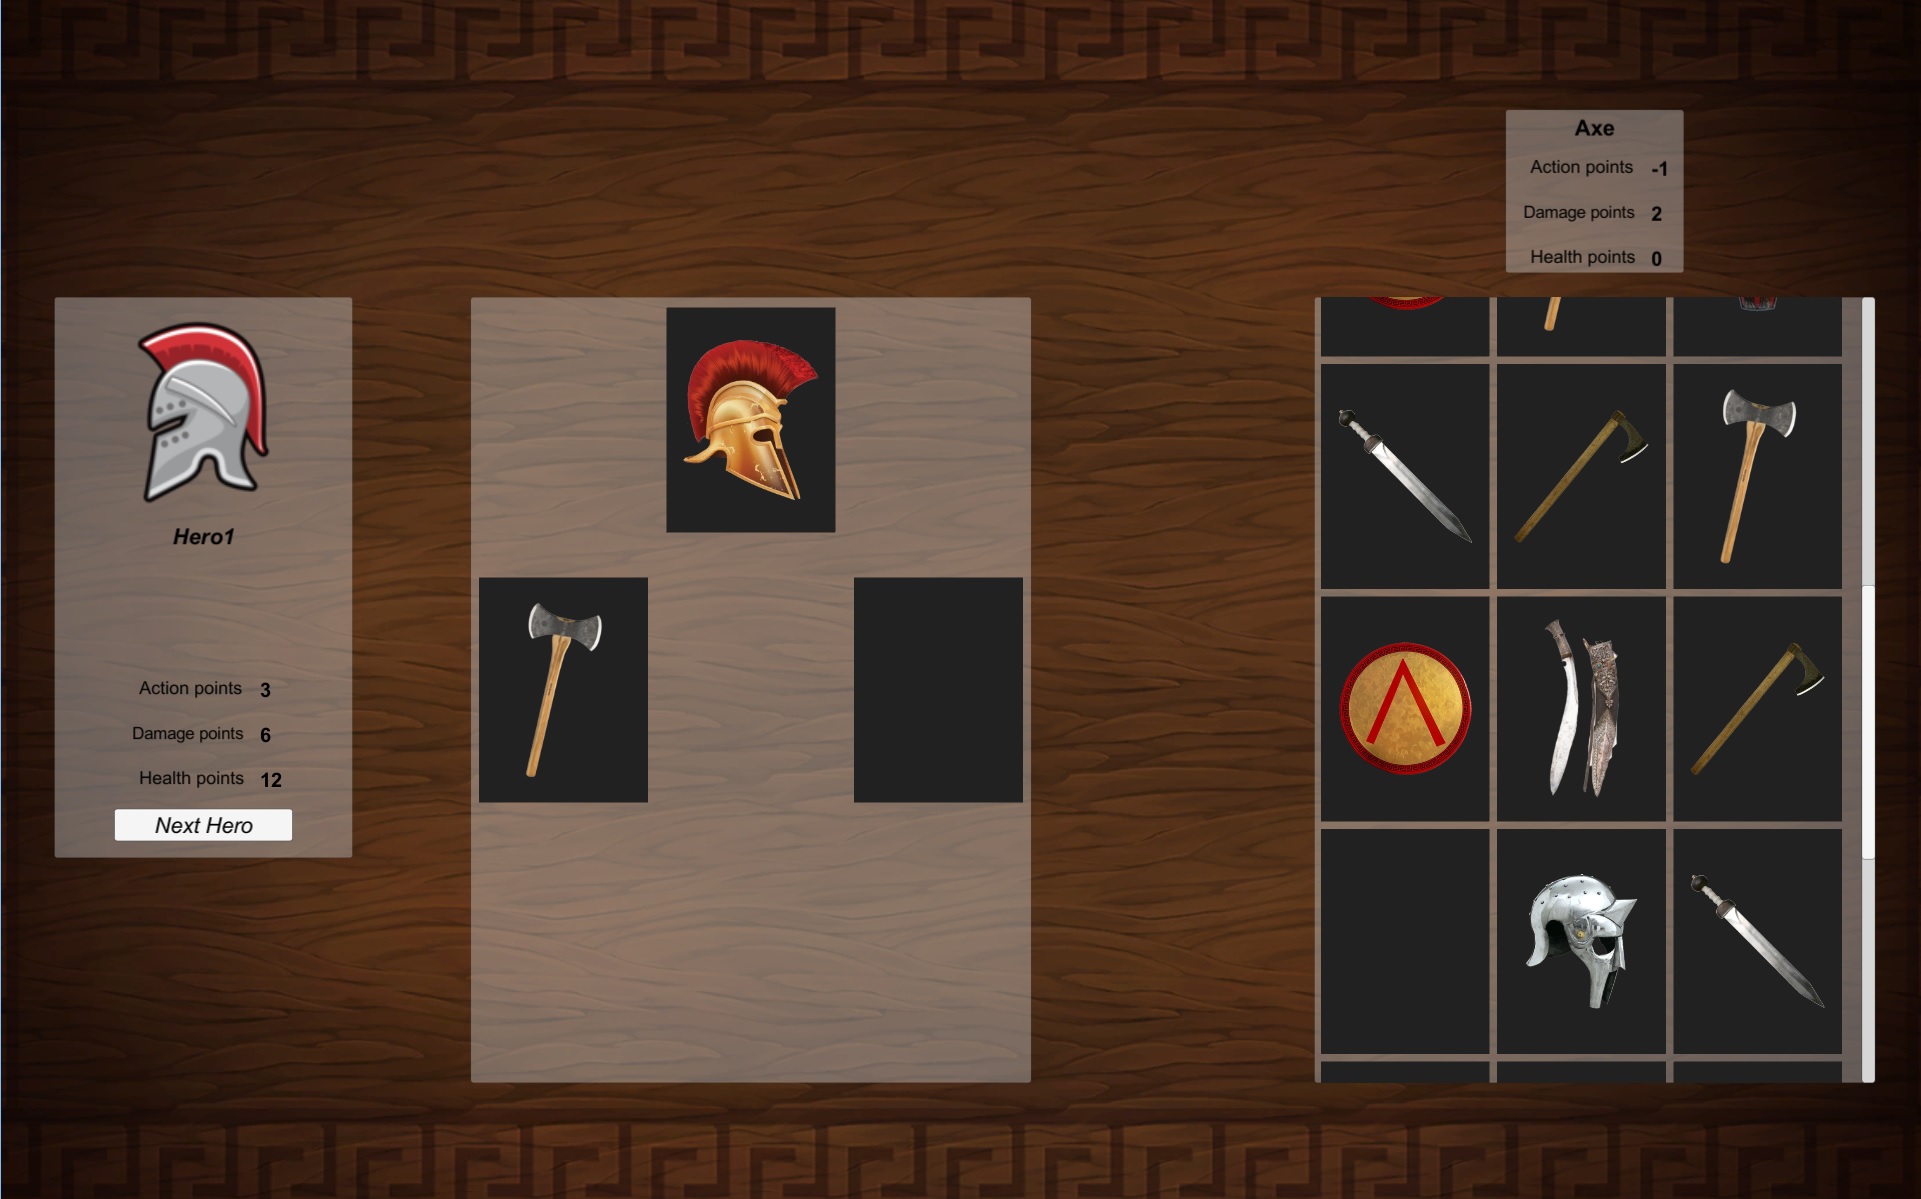 Axe
Action points -1
Damage points 2
Health points 0
Hero1
Action points 3
Damage points 6
Health points 12
Next Hero